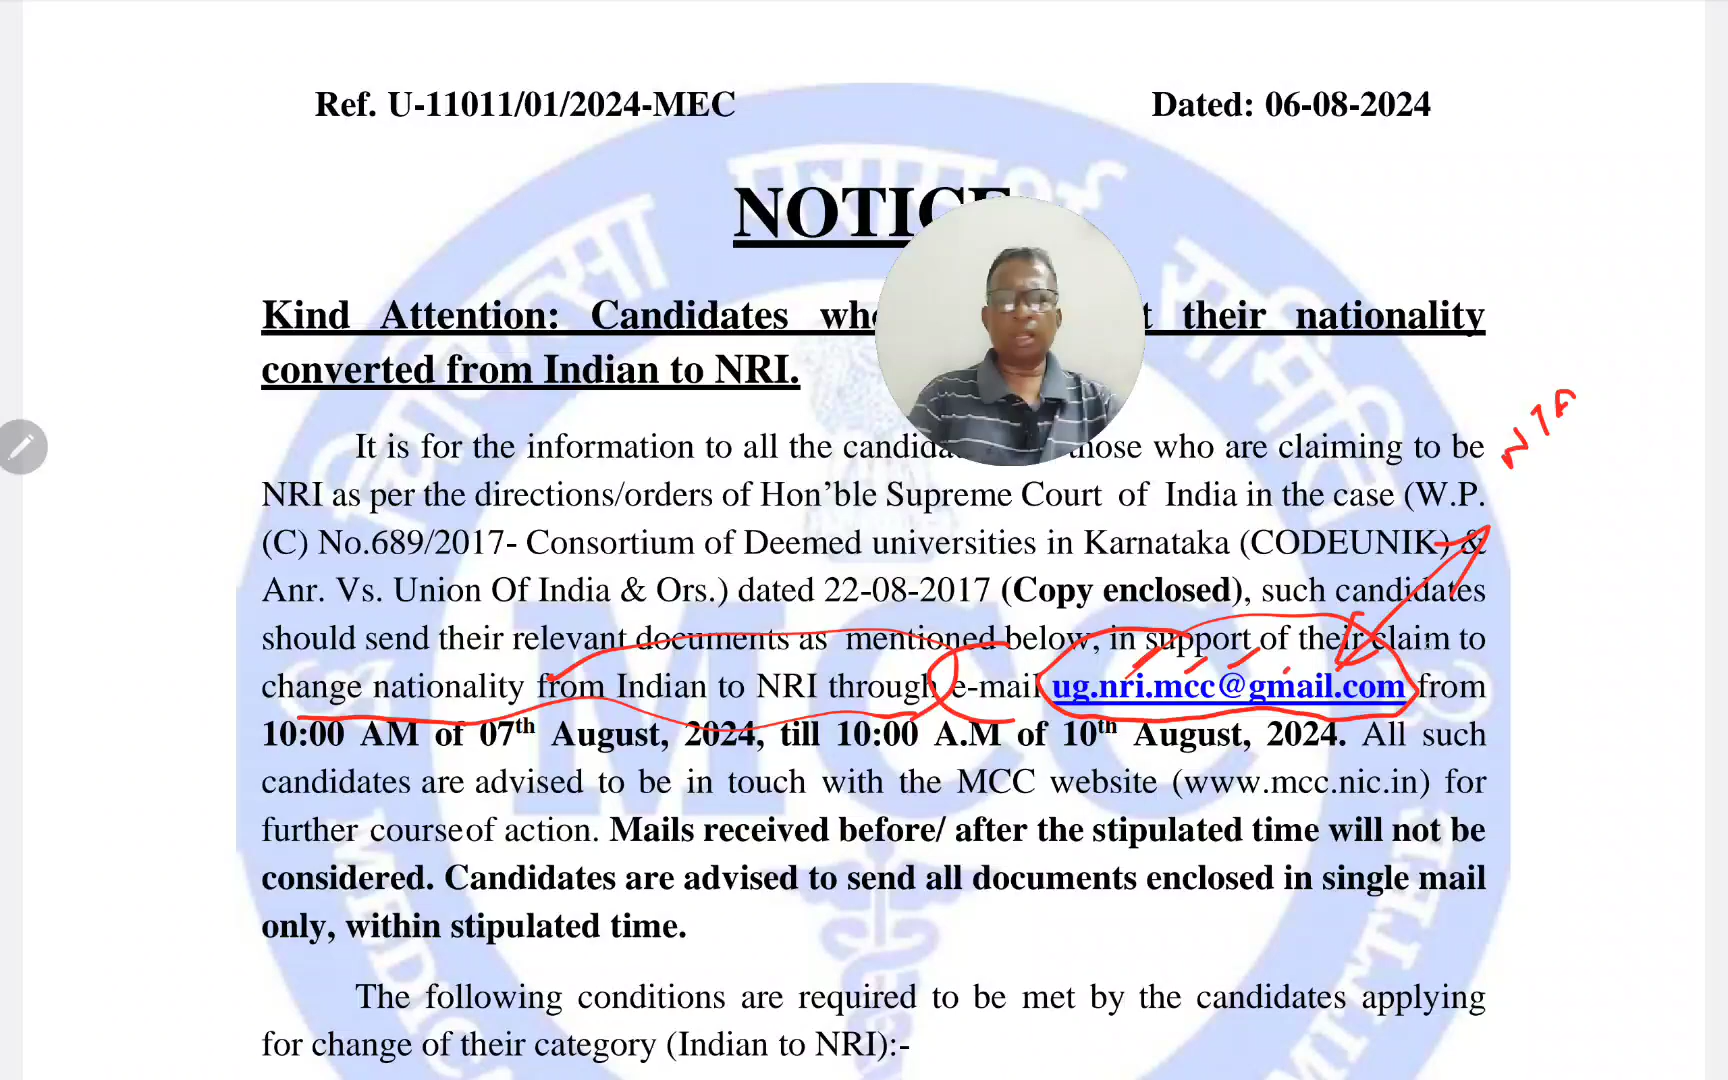 Ref. U-11011/01/2024-MEC Dated: 06-08-2024
NOTICE
Kind Attention: Candidates who their nationality
converted from Indian to NRI.
It is for the information to all the those who are claiming to be
NRI as per the directions/orders of Hon’ble Supreme Court of India in the case (W.P.
(C) No.689/2017- Consortium of Deemed universities in Karnataka (CODEUNIK) &
Anr. Vs. Union Of India & Ors.) dated 22-08-2017 (Copy enclosed), such candidates
should send their relevant documents as mentioned below, in support of their claim to
change nationality from Indian to NRI through e-mail ug.nri.mcc@gmail.com from
10:00 AM of 07th August, 2024, till 10:00 A.M of 10th August, 2024. All such
candidates are advised to be in touch with the MCC website (www.mcc.nic.in) for
further courseof action. Mails received before/ after the stipulated time will not be
considered. Candidates are advised to send all documents enclosed in single mail
only, within stipulated time.
The following conditions are required to be met by the candidates applying
for change of their category (Indian to NRI):-
MCC